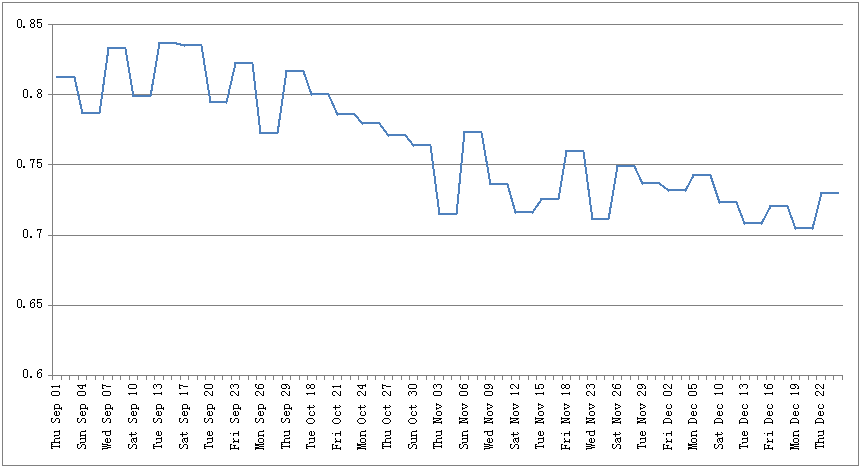 0.85
0.8
0.75
0.7
0.65
0.6
Thu Sep 01
Sun Sep 04
Wed Sep 07
Sat Sep 10
Tue Sep 13
Sat Sep 17
Tue Sep 20
Fri Sep 23
Mon Sep 26
Thu Sep 29
Tue Oct 18
Fri Oct 21
Mon Oct 24
Thu Oct 27
Sun Oct 30
Thu Nov 03
Sun Nov 06
Wed Nov 09
Sat Nov 12
Tue Nov 15
Fri Nov 18
Wed Nov 23
Sat Nov 26
Tue Nov 29
Fri Dec 02
Mon Dec 05
Sat Dec 10
Tue Dec 13
Fri Dec 16
Mon Dec 19
Thu Dec 22